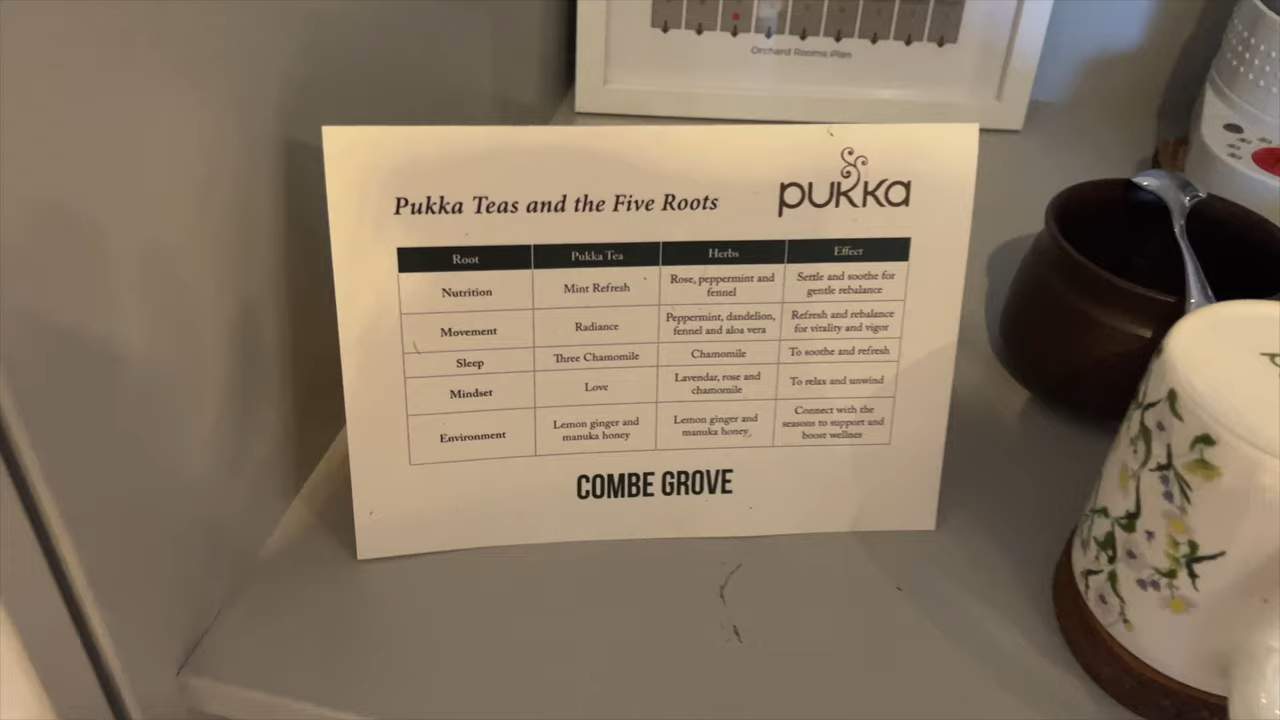 Orchard Rooms Plan
Pukka Teas and the Five Roots
pukka
Root Pukka Tea Herbs Effect
Nutrition Mint Refresh Rose, peppermint and fennel Settle and soothe for gentle rebalance
Movement Radiance Peppermint, dandelion, fennel and aloa vera Refresh and rebalance for vitality and vigor
Sleep Three Chamomile Chamomile To soothe and refresh
Mindset Love Lavendar, rose and chamomile To relax and unwind
Environment Lemon ginger and manuka honey Lemon ginger and manuka honey, Connect with the seasons to support and boost wellnes
COMBE GROVE